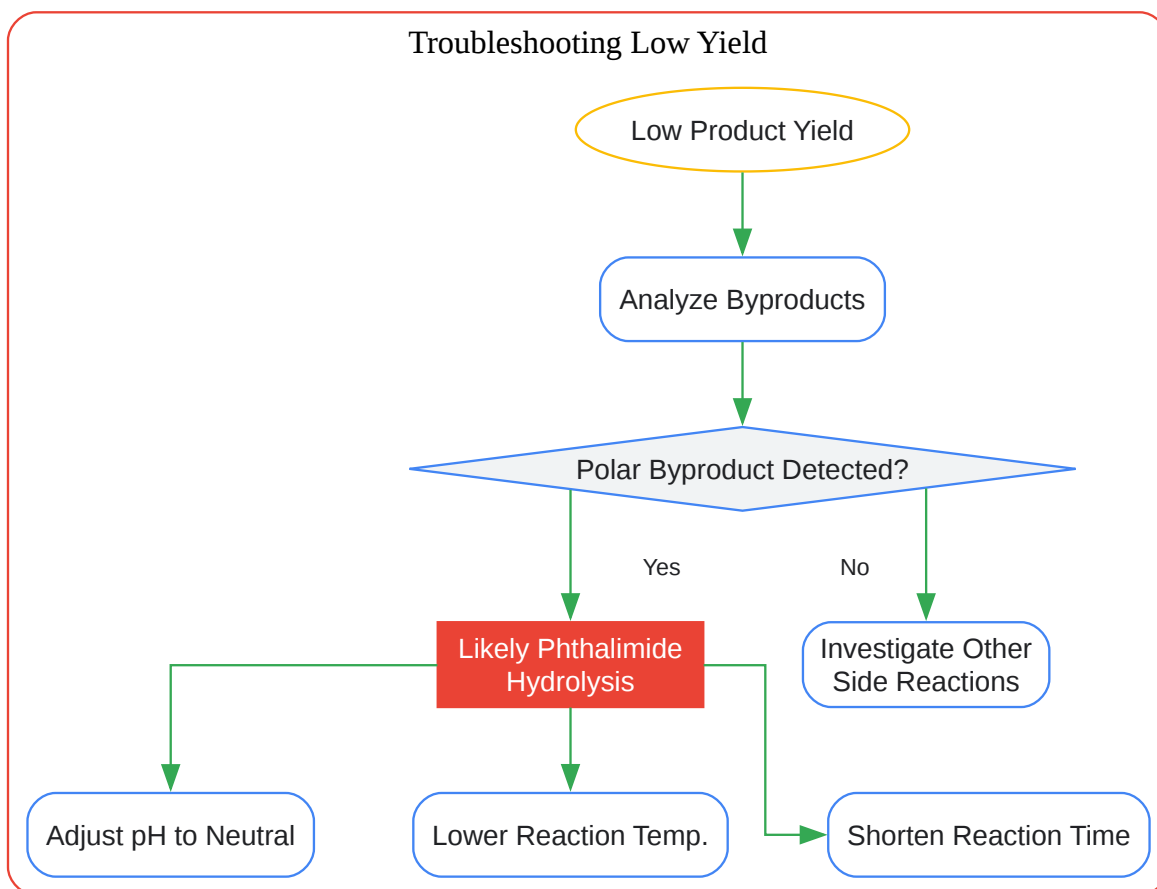 Troubleshooting Low Yield
Low Product Yield
Analyze Byproducts
Polar Byproduct Detected?
Yes
No
Likely Phthalimide
Hydrolysis
Investigate Other
Side Reactions
Adjust pH to Neutral
Lower Reaction Temp.
Shorten Reaction Time